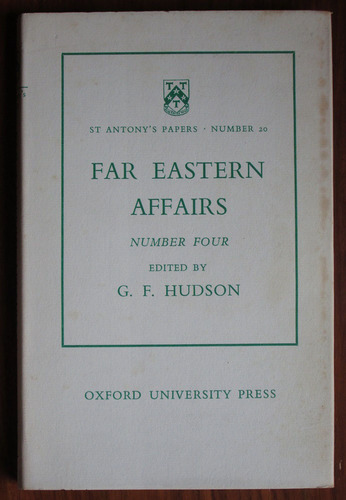 ST ANTONY'S PAPERS · NUMBER 20
FAR EASTERN
AFFAIRS
NUMBER FOUR
EDITED BY
G. F. HUDSON
OXFORD UNIVERSITY PRESS